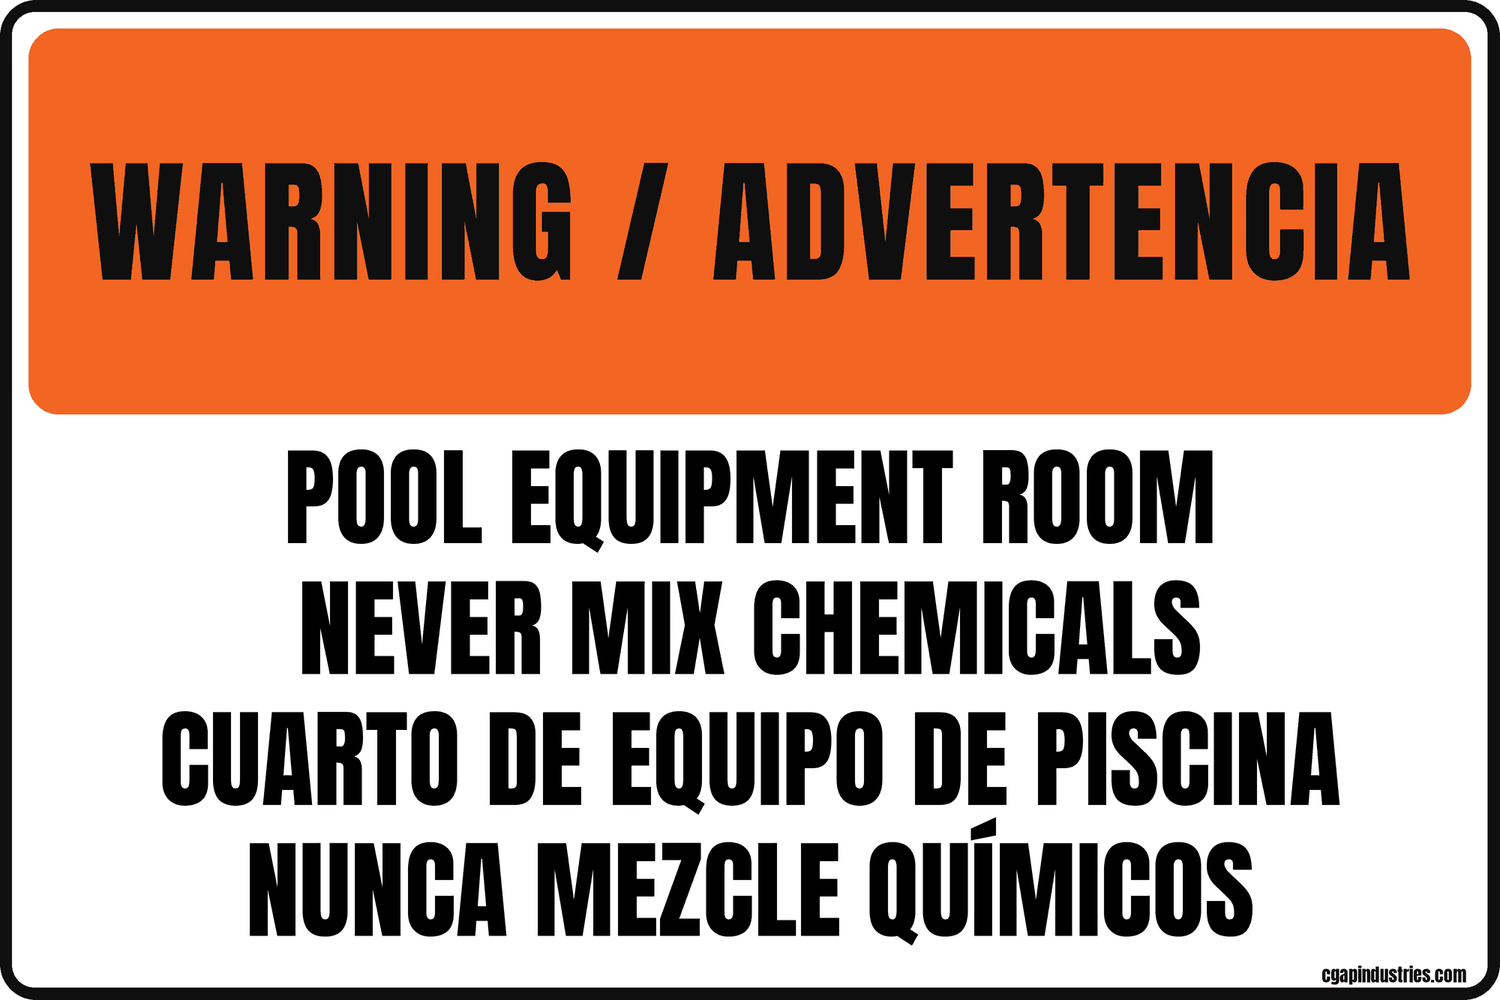 WARNING / ADVERTENCIA
POOL EQUIPMENT ROOM
NEVER MIX CHEMICALS
CUARTO DE EQUIPO DE PISCINA
NUNCA MEZCLE QUÍMICOS
cgapindustries.com